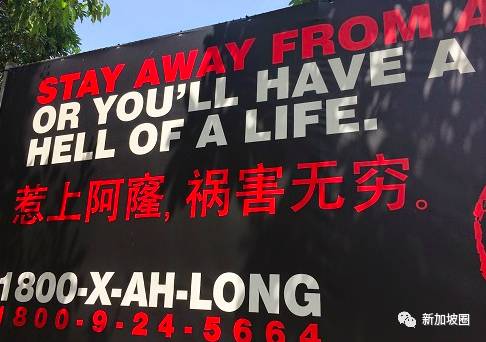 STAY AWAY FROM A
OR YOU'LL HAVE A
HELL OF A LIFE.
惹上阿窿, 祸害无穷。
1800-X-AH-LONG
1800-9-24-5664
新加坡圈